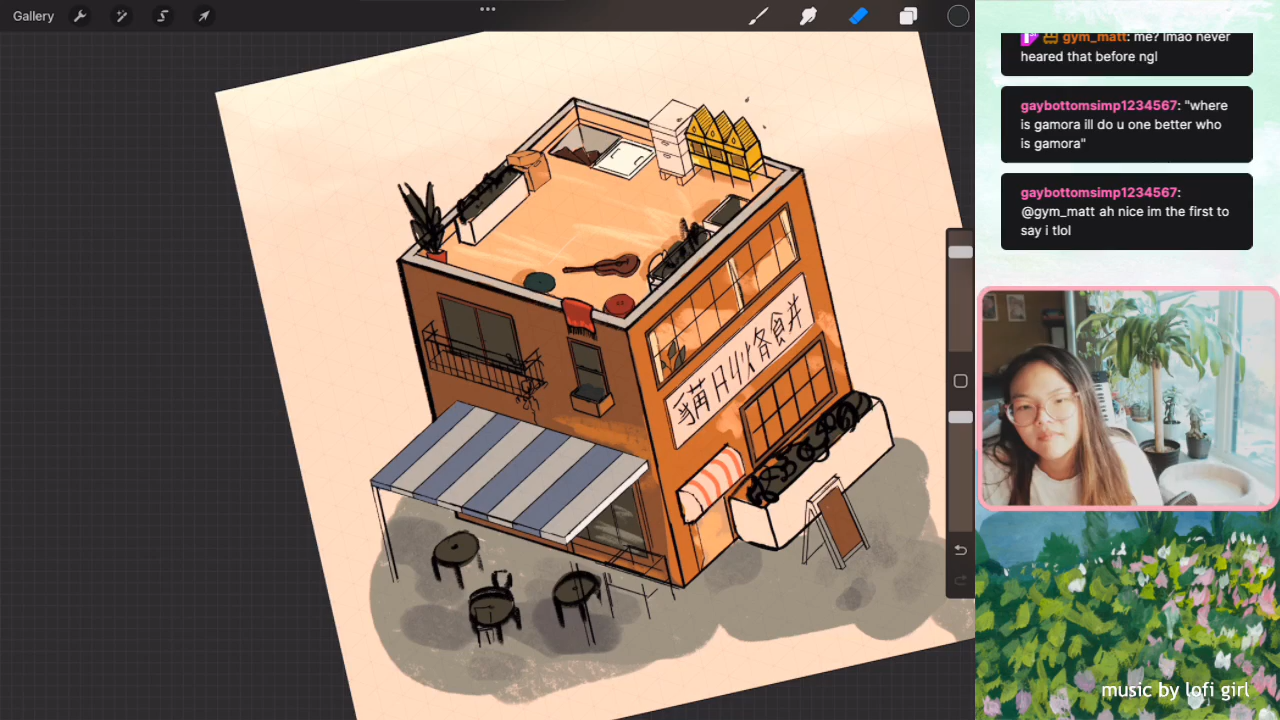 Gallery
gym_matt: me? lmao never
heared that before ngl
gaybottomsimp1234567: "where
is gamora ill do u one better who
is gamora"
gaybottomsimp1234567:
@gym_matt ah nice im the first to
say i tlol
music by lofi girl